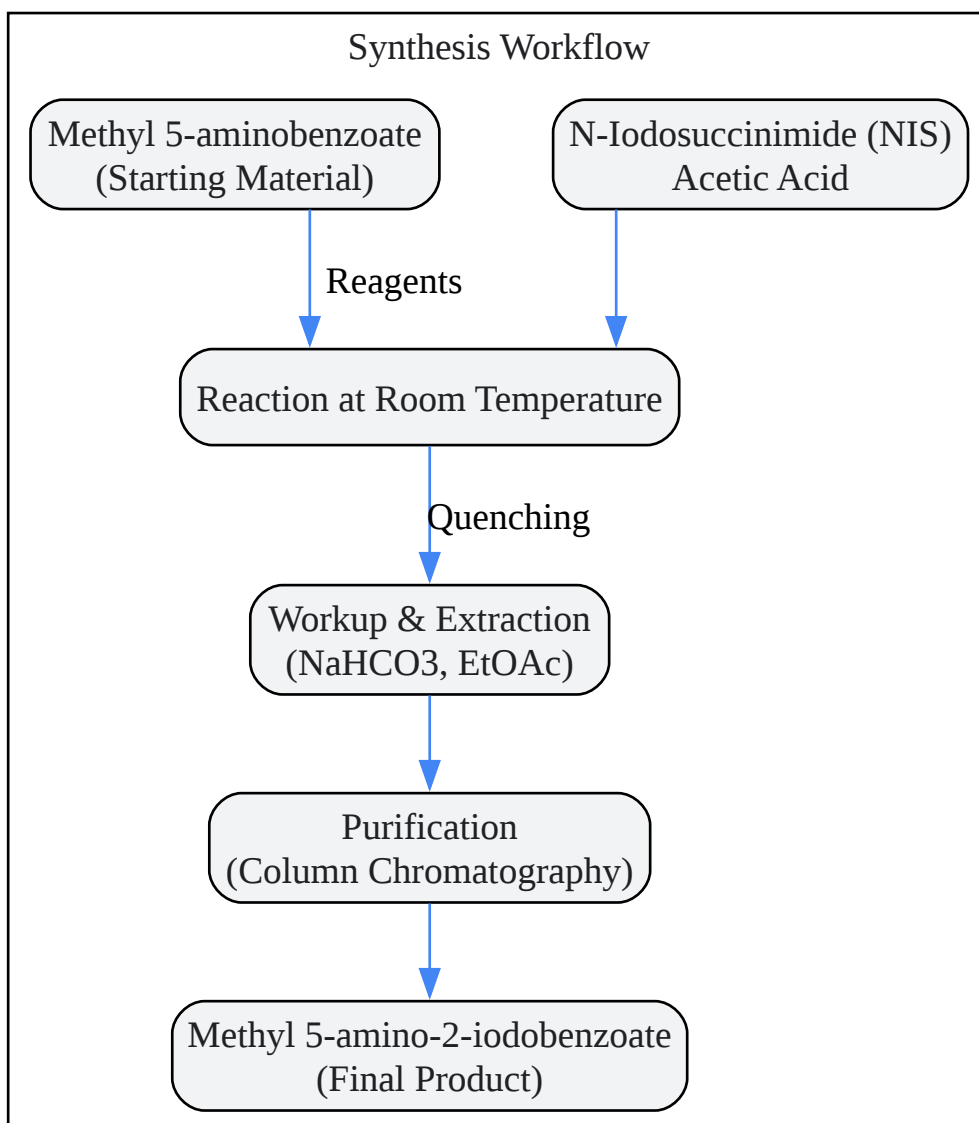 Synthesis Workflow
Methyl 5-aminobenzoate
(Starting Material)
N-Iodosuccinimide (NIS)
Acetic Acid
Reagents
Reaction at Room Temperature
Quenching
Workup & Extraction
(NaHCO3, EtOAc)
Purification
(Column Chromatography)
Methyl 5-amino-2-iodobenzoate
(Final Product)